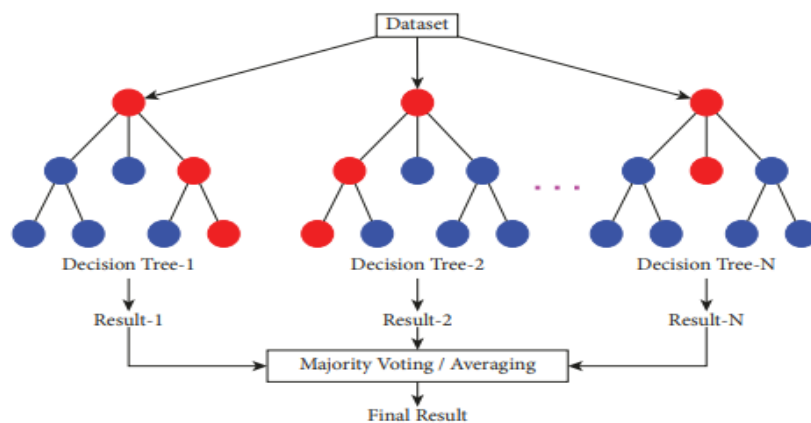 Dataset
Decision Tree-1
Decision Tree-2
Decision Tree-N
Result-1
Result-2
Result-N
Majority Voting / Averaging
Final Result